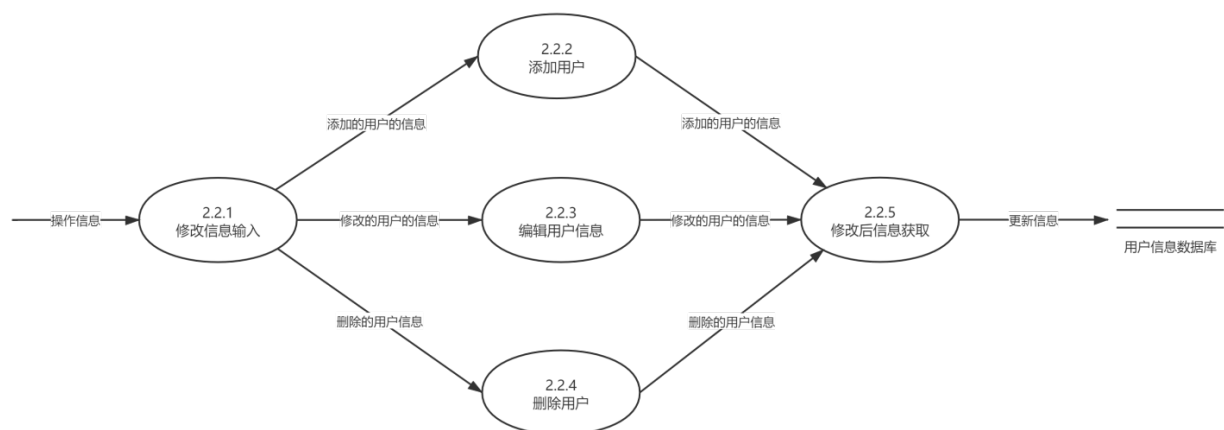 2.2.2
添加用户
添加的用户的信息
添加的用户的信息
操作信息
2.2.1
修改信息输入
修改的用户的信息
2.2.3
编辑用户信息
修改的用户的信息
2.2.5
修改后信息获取
更新信息
用户信息数据库
删除的用户信息
删除的用户信息
2.2.4
删除用户